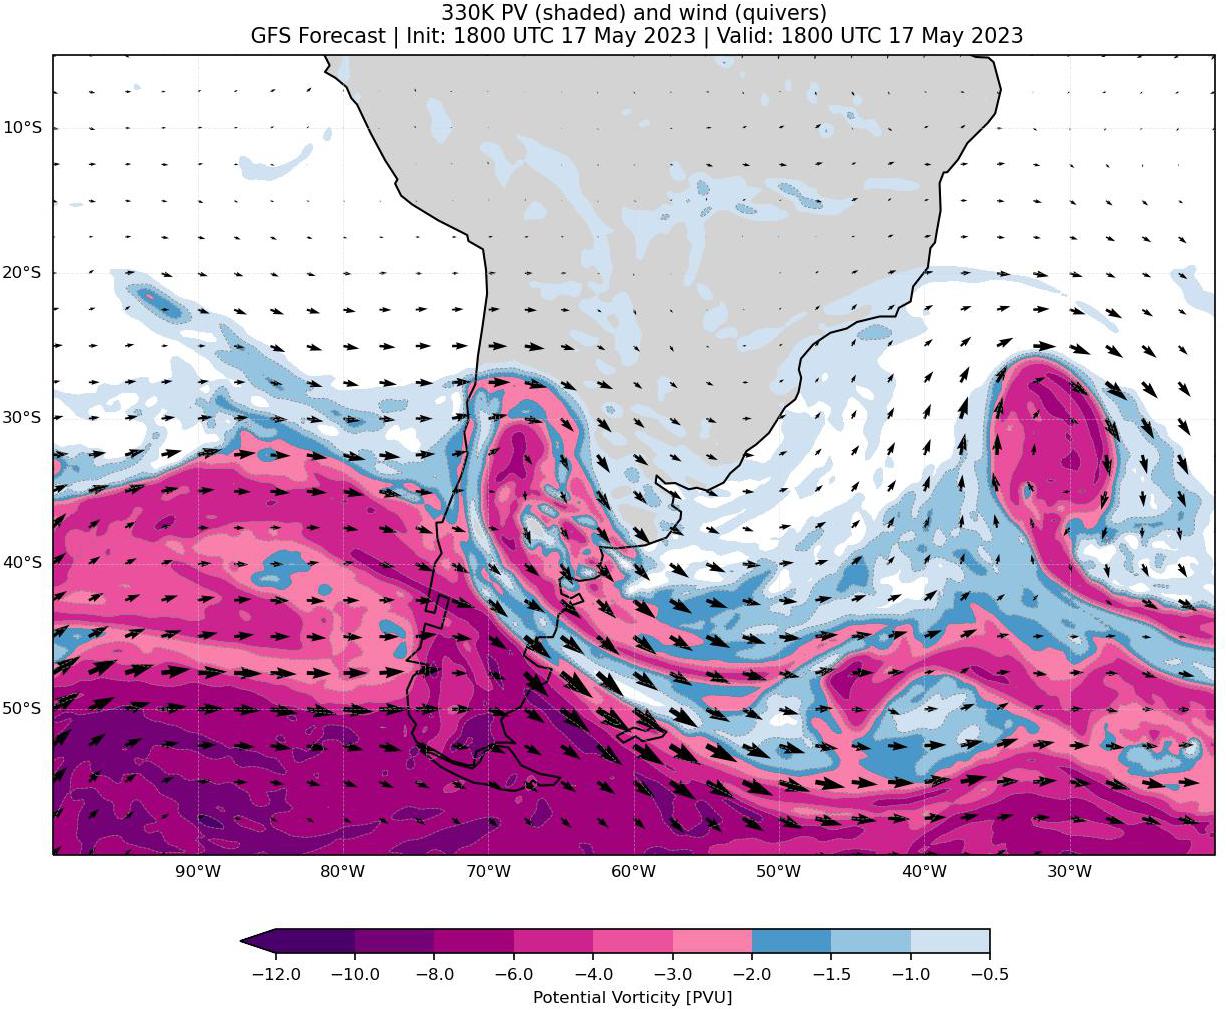 330K PV (shaded) and wind (quivers)
GFS Forecast | Init: 1800 UTC 17 May 2023 | Valid: 1800 UTC 17 May 2023
10°S
20°S
30°S
40°S
50°S
90°W 80°W 70°W 60°W 50°W 40°W 30°W
−12.0 −10.0 −8.0 −6.0 −4.0 −3.0 −2.0 −1.5 −1.0 −0.5
Potential Vorticity [PVU]